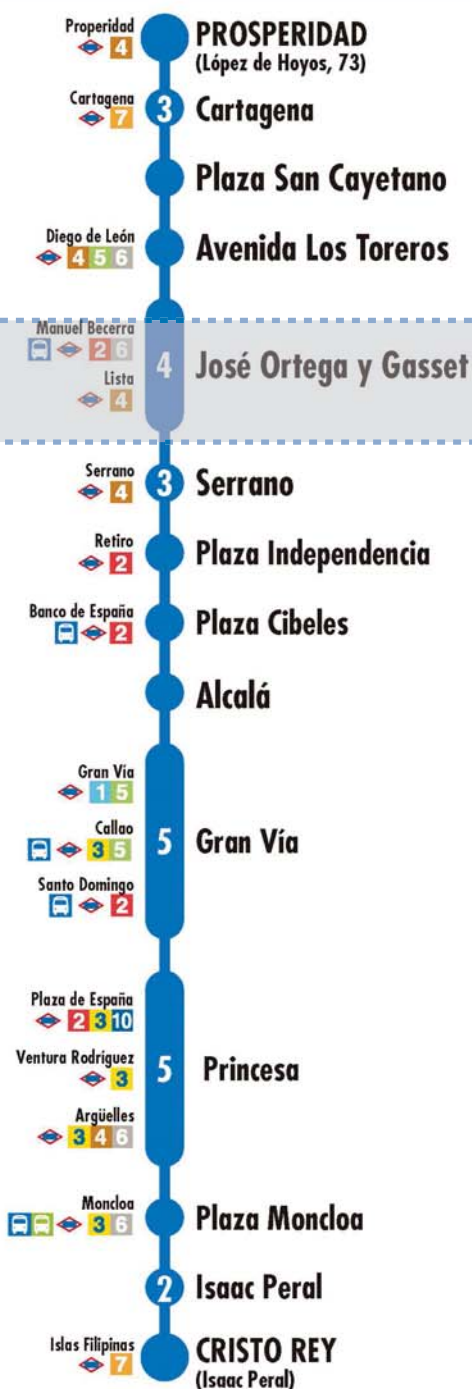 Properidad
4
PROSPERIDAD
(López de Hoyos, 73)
Cartagena
7
3
Cartagena
Plaza San Cayetano
Diego de León
4 5 6
Avenida Los Toreros
Manuel Becerra
2 6
Lista
4
4
José Ortega y Gasset
Serrano
4
3
Serrano
Retiro
2
Plaza Independencia
Banco de España
2
Plaza Cibeles
Alcalá
Gran Vía
1 5
Callao
3 5
Santo Domingo
2
5
Gran Vía
Plaza de España
2 3 10
Ventura Rodríguez
3
Argüelles
3 4 6
5
Princesa
Moncloa
3 6
Plaza Moncloa
2
Isaac Peral
Islas Filipinas
7
CRISTO REY
(Isaac Peral)